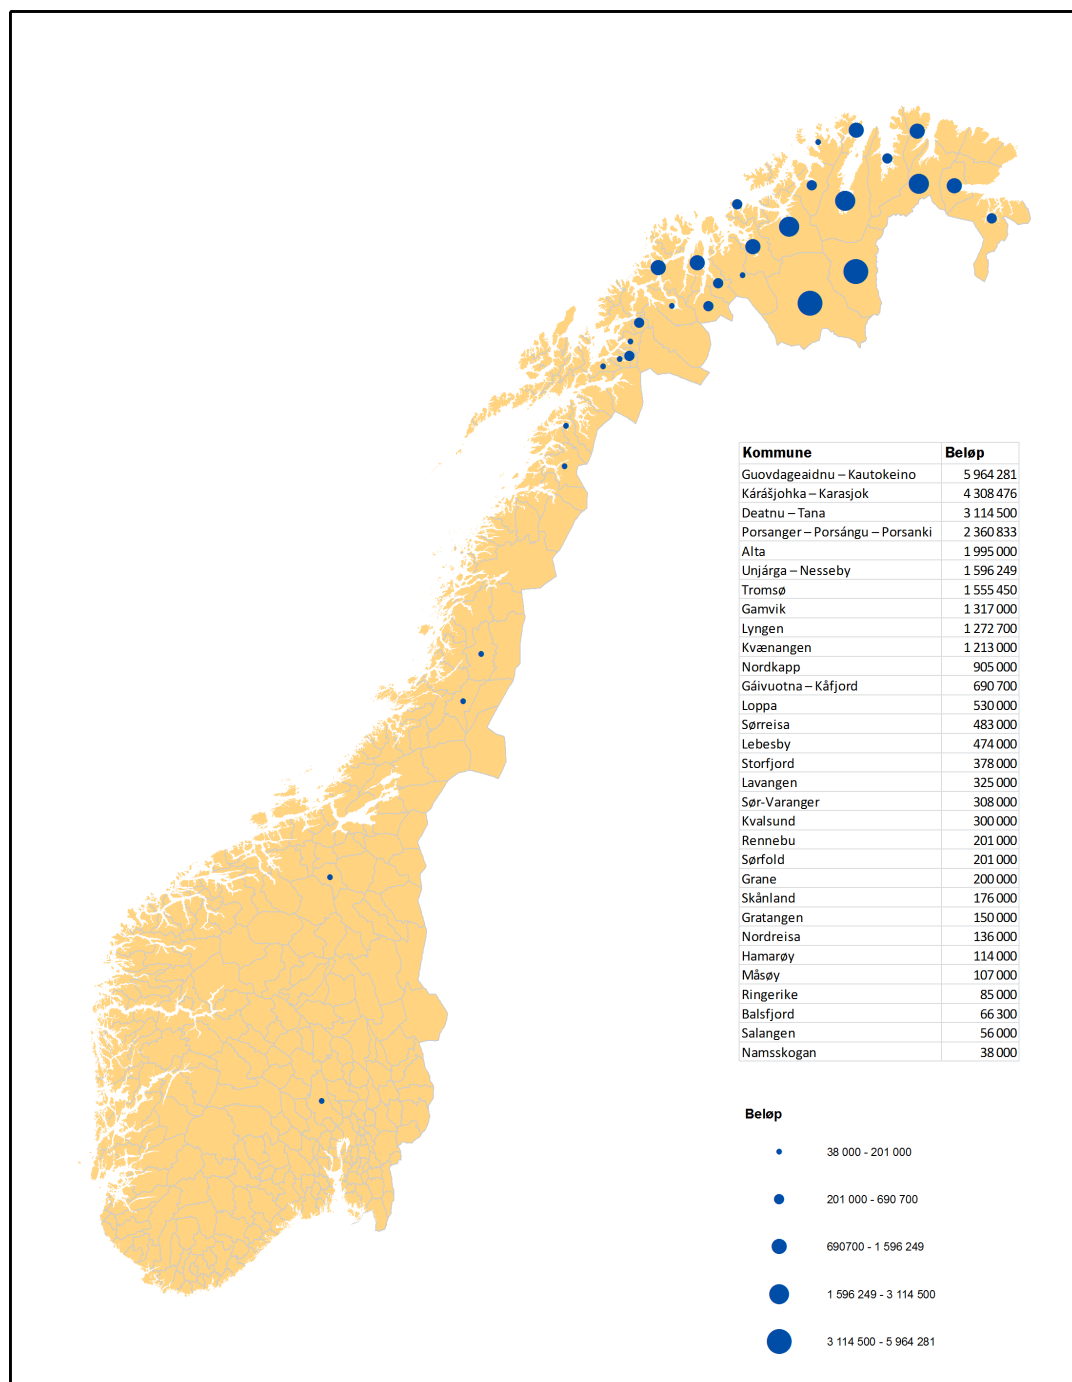 Kommune Beløp
Guovdageaidnu – Kautokeino 5 964 281
Kárášjohka – Karasjok 4 308 476
Deatnu – Tana 3 114 500
Porsanger – Porsángu – Porsanki 2 360 833
Alta 1 995 000
Unjárga – Nesseby 1 596 249
Tromsø 1 555 450
Gamvik 1 317 000
Lyngen 1 272 700
Kvænangen 1 213 000
Nordkapp 905 000
Gáivuotna – Kåfjord 690 700
Loppa 530 000
Sørreisa 483 000
Lebesby 474 000
Storfjord 378 000
Lavangen 325 000
Sør-Varanger 308 000
Kvalsund 300 000
Rennebu 201 000
Sørfold 201 000
Grane 200 000
Skånland 176 000
Gratangen 150 000
Nordreisa 136 000
Hamarøy 114 000
Måsøy 107 000
Ringerike 85 000
Balsfjord 66 300
Salangen 56 000
Namsskogan 38 000
Beløp
38 000 - 201 000
201 000 - 690 700
690700 - 1 596 249
1 596 249 - 3 114 500
3 114 500 - 5 964 281